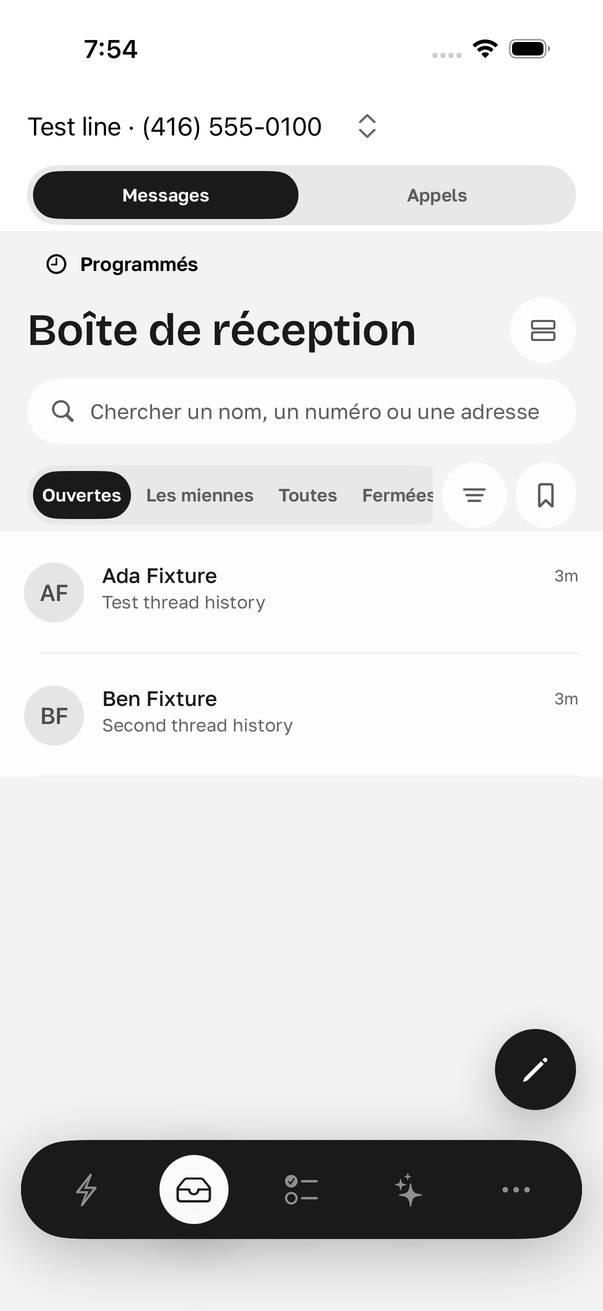 7:54
Test line · (416) 555-0100
Messages Appels
Programmés
Boîte de réception
Chercher un nom, un numéro ou une adresse
Ouvertes Les miennes Toutes Fermées
AF Ada Fixture 3m
Test thread history
BF Ben Fixture 3m
Second thread history